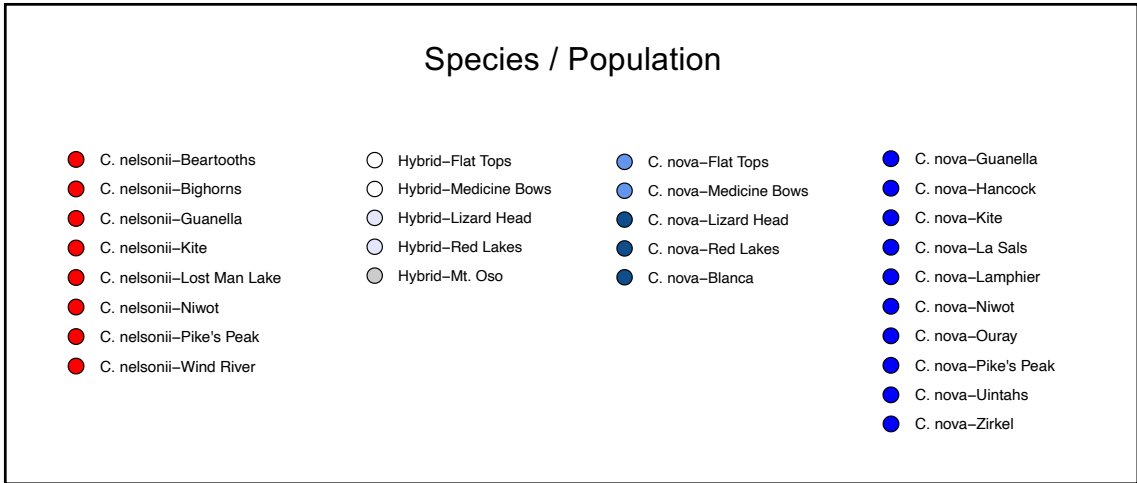 Species / Population
C. nelsonii−Beartooths
C. nelsonii−Bighorns
C. nelsonii−Guanella
C. nelsonii−Kite
C. nelsonii−Lost Man Lake
C. nelsonii−Niwot
C. nelsonii−Pike's Peak
C. nelsonii−Wind River
Hybrid−Flat Tops
Hybrid−Medicine Bows
Hybrid−Lizard Head
Hybrid−Red Lakes
Hybrid−Mt. Oso
C. nova−Flat Tops
C. nova−Medicine Bows
C. nova−Lizard Head
C. nova−Red Lakes
C. nova−Blanca
C. nova−Guanella
C. nova−Hancock
C. nova−Kite
C. nova−La Sals
C. nova−Lamphier
C. nova−Niwot
C. nova−Ouray
C. nova−Pike's Peak
C. nova−Uintahs
C. nova−Zirkel